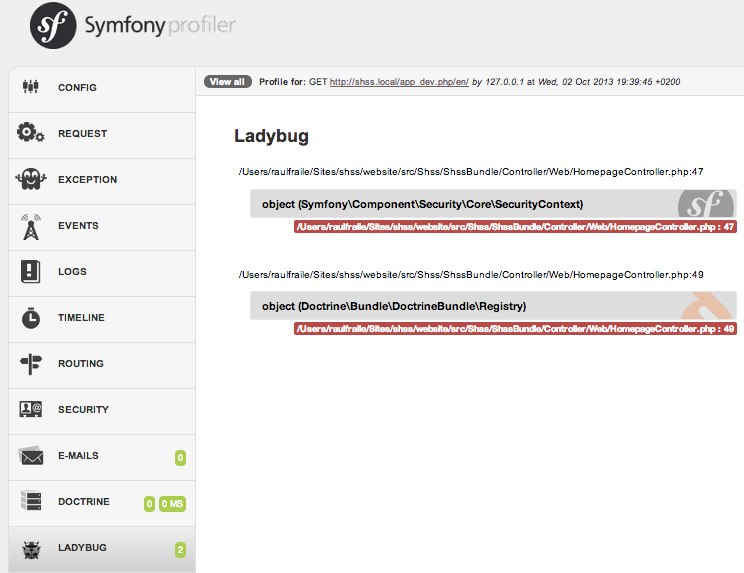 sf Symfony profiler
View all Profile for: GET http://shss.local/app_dev.php/en/ by 127.0.0.1 at Wed, 02 Oct 2013 19:39:45 +0200
CONFIG
REQUEST
EXCEPTION
EVENTS
LOGS
TIMELINE
ROUTING
SECURITY
E-MAILS 0
DOCTRINE 0 0 MS
LADYBUG 2
Ladybug
/Users/raulfraile/Sites/shss/website/src/Shss/ShssBundle/Controller/Web/HomepageController.php:47
object (Symfony\Component\Security\Core\SecurityContext) sf
/Users/raulfraile/Sites/shss/website/src/Shss/ShssBundle/Controller/Web/HomepageController.php : 47
/Users/raulfraile/Sites/shss/website/src/Shss/ShssBundle/Controller/Web/HomepageController.php:49
object (Doctrine\Bundle\DoctrineBundle\Registry)
/Users/raulfraile/Sites/shss/website/src/Shss/ShssBundle/Controller/Web/HomepageController.php : 49